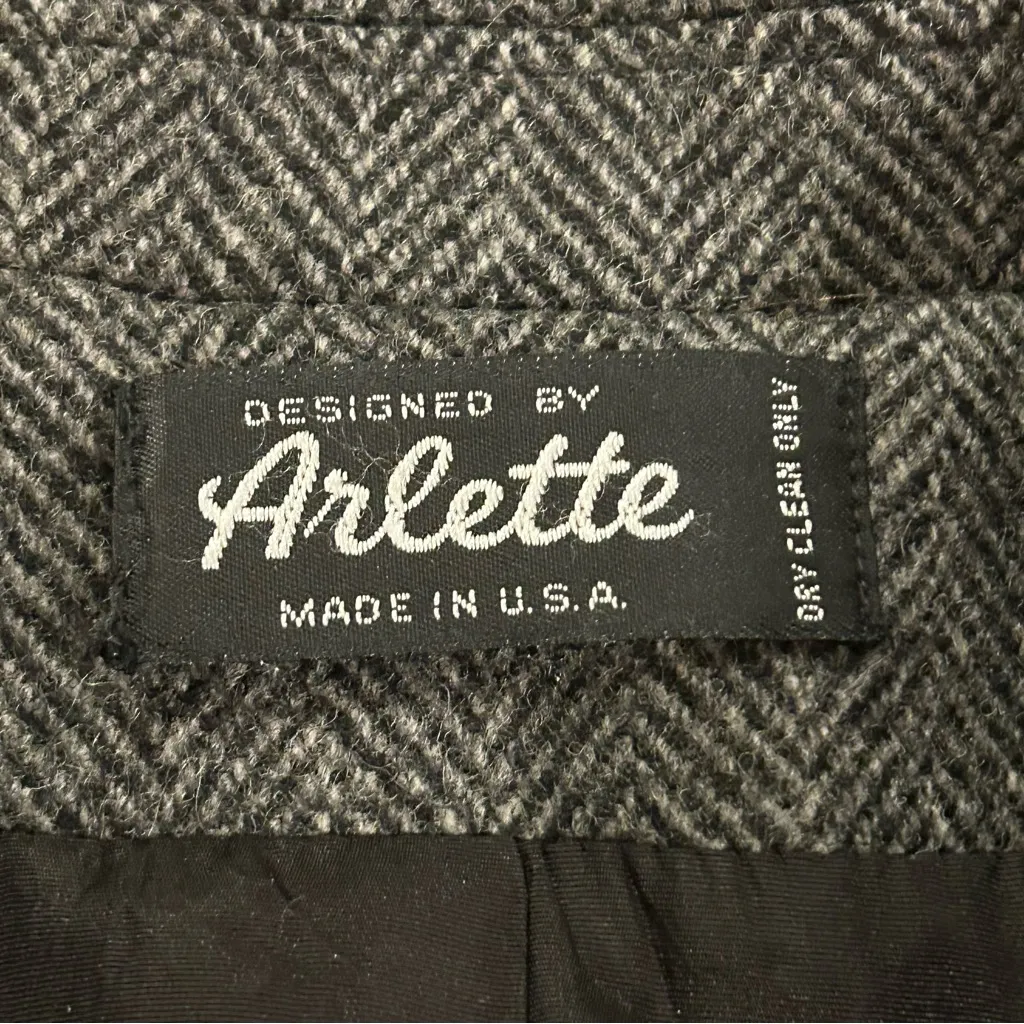 DESIGNED BY
Arlette
MADE IN U.S.A.
DRY CLEAN ONLY